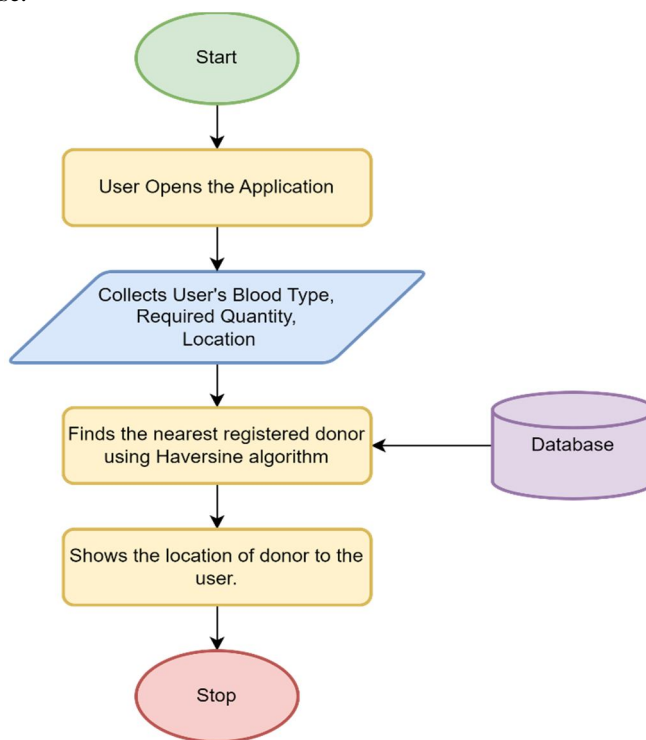 Start
User Opens the Application
Collects User's Blood Type,
Required Quantity,
Location
Finds the nearest registered donor
using Haversine algorithm
Database
Shows the location of donor to the
user.
Stop